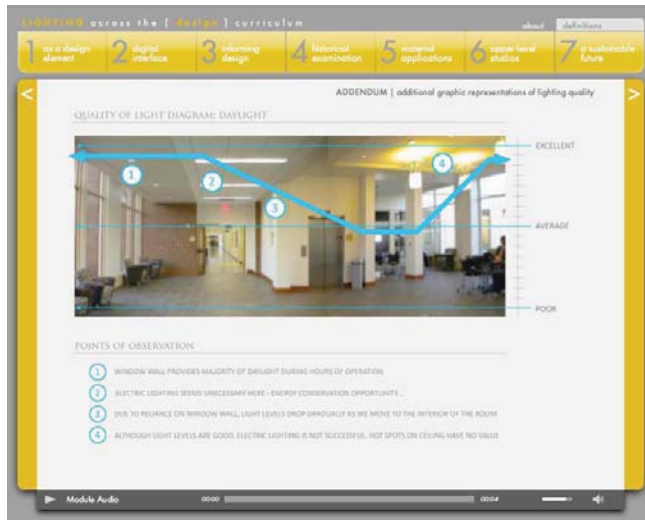 LIGHTING across the [ design ] curriculum
about
definitions
1 as a design element
2 digital interface
3 informing design
4 historical examination
5 material applications
6 upper level studios
7 a sustainable future
<
>
ADDENDUM | additional graphic representations of lighting quality
QUALITY OF LIGHT DIAGRAM: DAYLIGHT
EXCELLENT
AVERAGE
POOR
1
2
3
4
POINTS OF OBSERVATION
1 WINDOW WALL PROVIDES MAJORITY OF DAYLIGHT DURING HOURS OF OPERATION
2 ELECTRIC LIGHTING SEEMS UNECESSARY HERE - ENERGY CONSERVATION OPPORTUNITY...
3 DUE TO RELIANCE ON WINDOW WALL, LIGHT LEVELS DROP GRADUALLY AS WE MOVE TO THE INTERIOR OF THE ROOM
4 ALTHOUGH LIGHT LEVELS ARE GOOD, ELECTRIC LIGHTING IS NOT SUCCESSFUL, HOT SPOTS ON CEILING HAVE NO VALUE
Module Audio 00:00 00:04